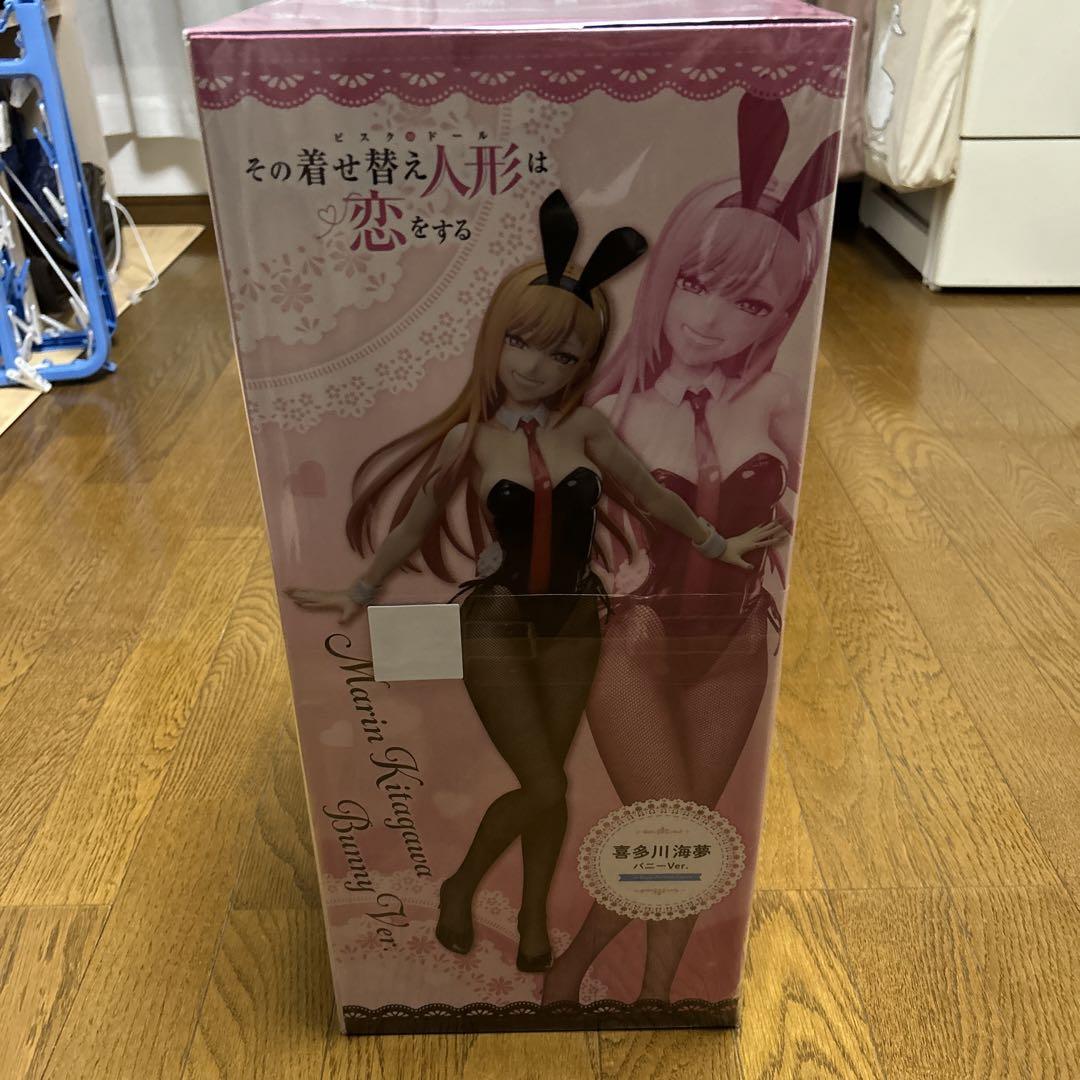 ビスク・ドール
その着せ替え人形は
恋をする
Marin Kitagawa
Bunny Ver.
喜多川海夢
バニーVer.